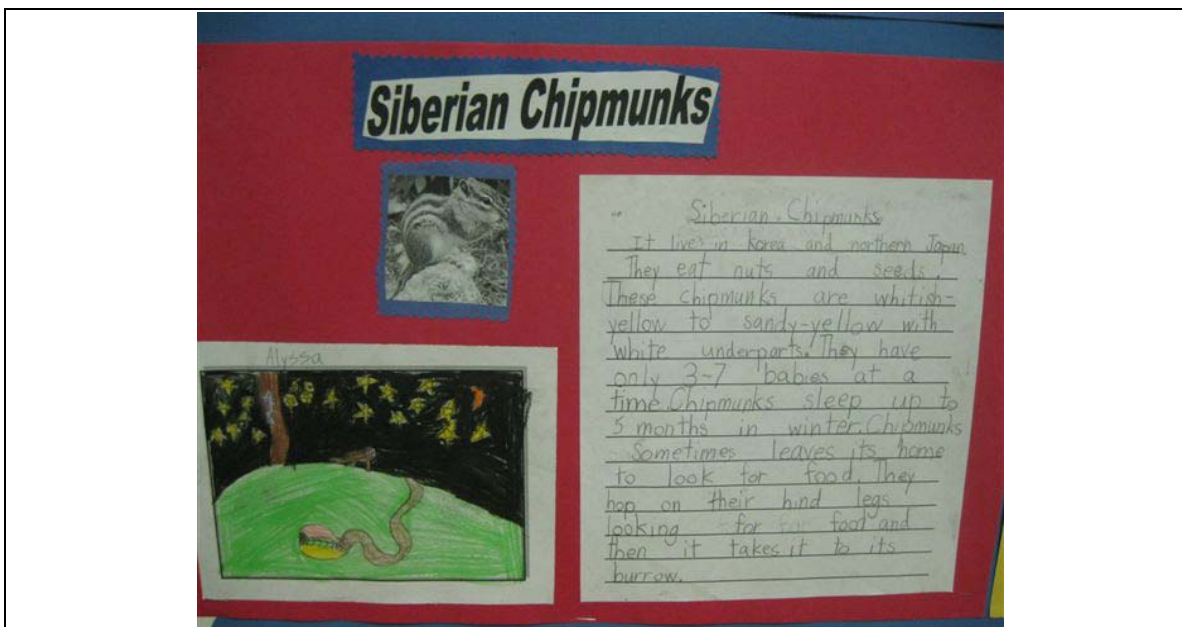 Siberian Chipmunks
Siberian Chipmunks
It lives in Korea and northern Japan
They eat nuts and seeds.
These chipmunks are whitish-
yellow to sandy-yellow with
white underparts. They have
only 3-7 babies at a
time. Chipmunks sleep up to
5 months in winter. Chipmunks
Sometimes leaves its home
to look for food. They
hop on their hind legs
looking for for food and
then it takes it to its
burrow.
Alyssa